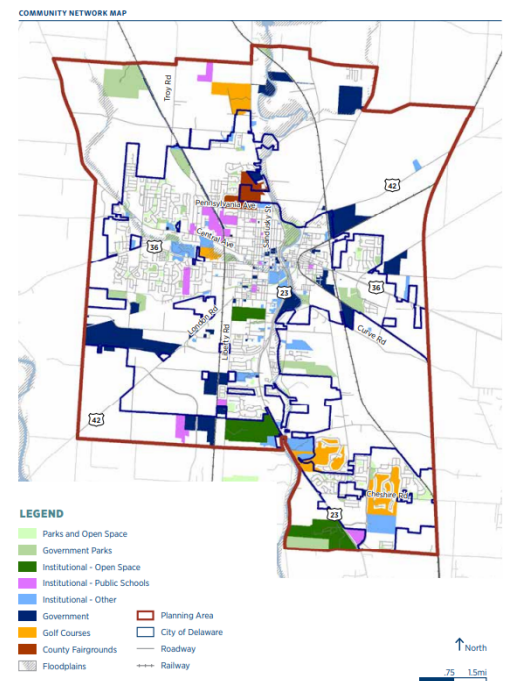 COMMUNITY NETWORK MAP
Troy Rd
42
Pennsylvania Ave
Sandusky St
Central Ave
36
36
23
London Rd
Liberty Rd
Curve Rd
42
Cheshire Rd
23
LEGEND
Parks and Open Space
Government Parks
Institutional - Open Space
Institutional - Public Schools
Institutional - Other
Government
Golf Courses
County Fairgrounds
Floodplains
Planning Area
City of Delaware
Roadway
Railway
North
.75 1.5mi